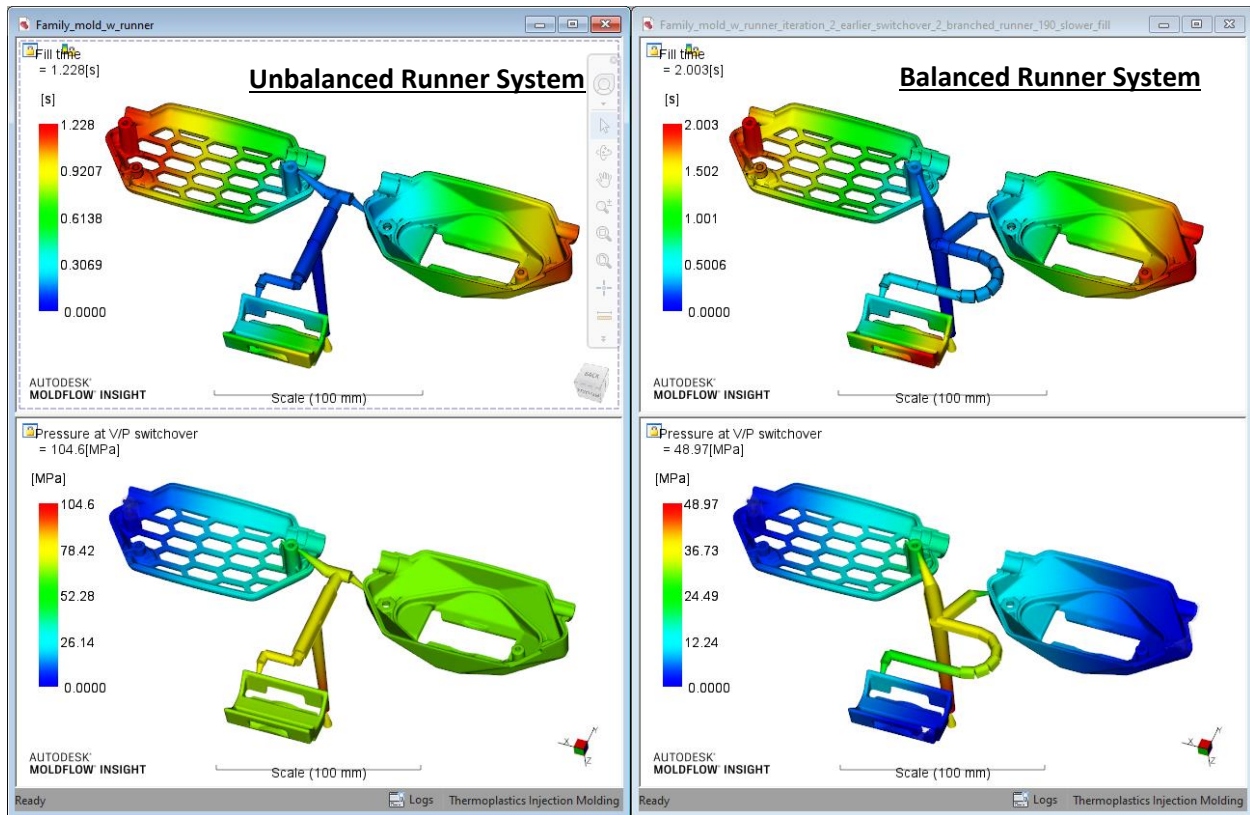 Family_mold_w_runner
Fill time
= 1.228[s]
Unbalanced Runner System
[s]
1.228
0.9207
0.6138
0.3069
0.0000
BACK
AUTODESK'
MOLDFLOW' INSIGHT
Scale (100 mm)
Pressure at V/P switchover
= 104.6[MPa]
[MPa]
104.6
78.42
52.28
26.14
0.0000
AUTODESK'
MOLDFLOW' INSIGHT
Scale (100 mm)
X
Z
Ready
Logs
Thermoplastics Injection Molding
Family_mold_w_runner_iteration_2_earlier_switchover_2_branched_runner_190_slower_fill
Fill time
= 2.003[s]
Balanced Runner System
[s]
2.003
1.502
1.001
0.5006
0.0000
AUTODESK'
MOLDFLOW' INSIGHT
Scale (100 mm)
Pressure at V/P switchover
= 48.97[MPa]
[MPa]
48.97
36.73
24.49
12.24
0.0000
AUTODESK'
MOLDFLOW' INSIGHT
Scale (100 mm)
X
Z
Ready
Logs
Thermoplastics Injection Molding